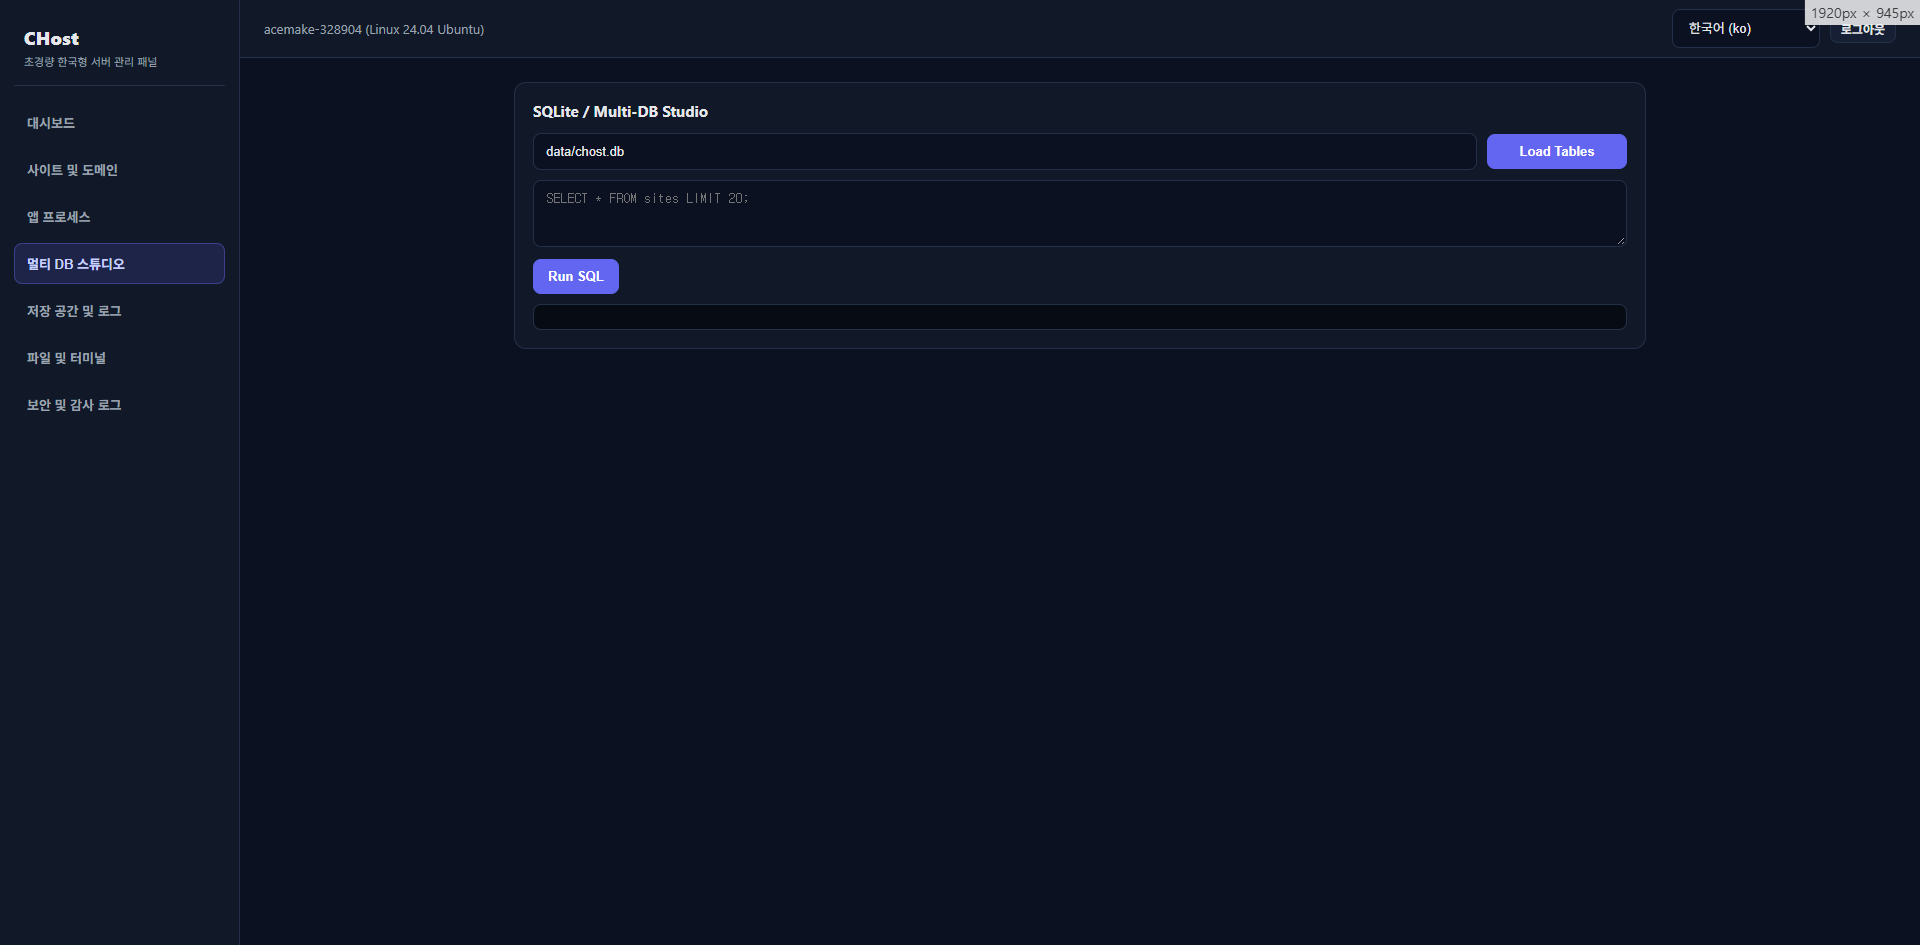 CHost
초경량 한국형 서버 관리 패널
대시보드
사이트 및 도메인
앱 프로세스
멀티 DB 스튜디오
저장 공간 및 로그
파일 및 터미널
보안 및 감사 로그
acemake-328904 (Linux 24.04 Ubuntu)
한국어 (ko)
1920px × 945px
로그아웃
SQLite / Multi-DB Studio
data/chost.db
Load Tables
SELECT * FROM sites LIMIT 20;
Run SQL